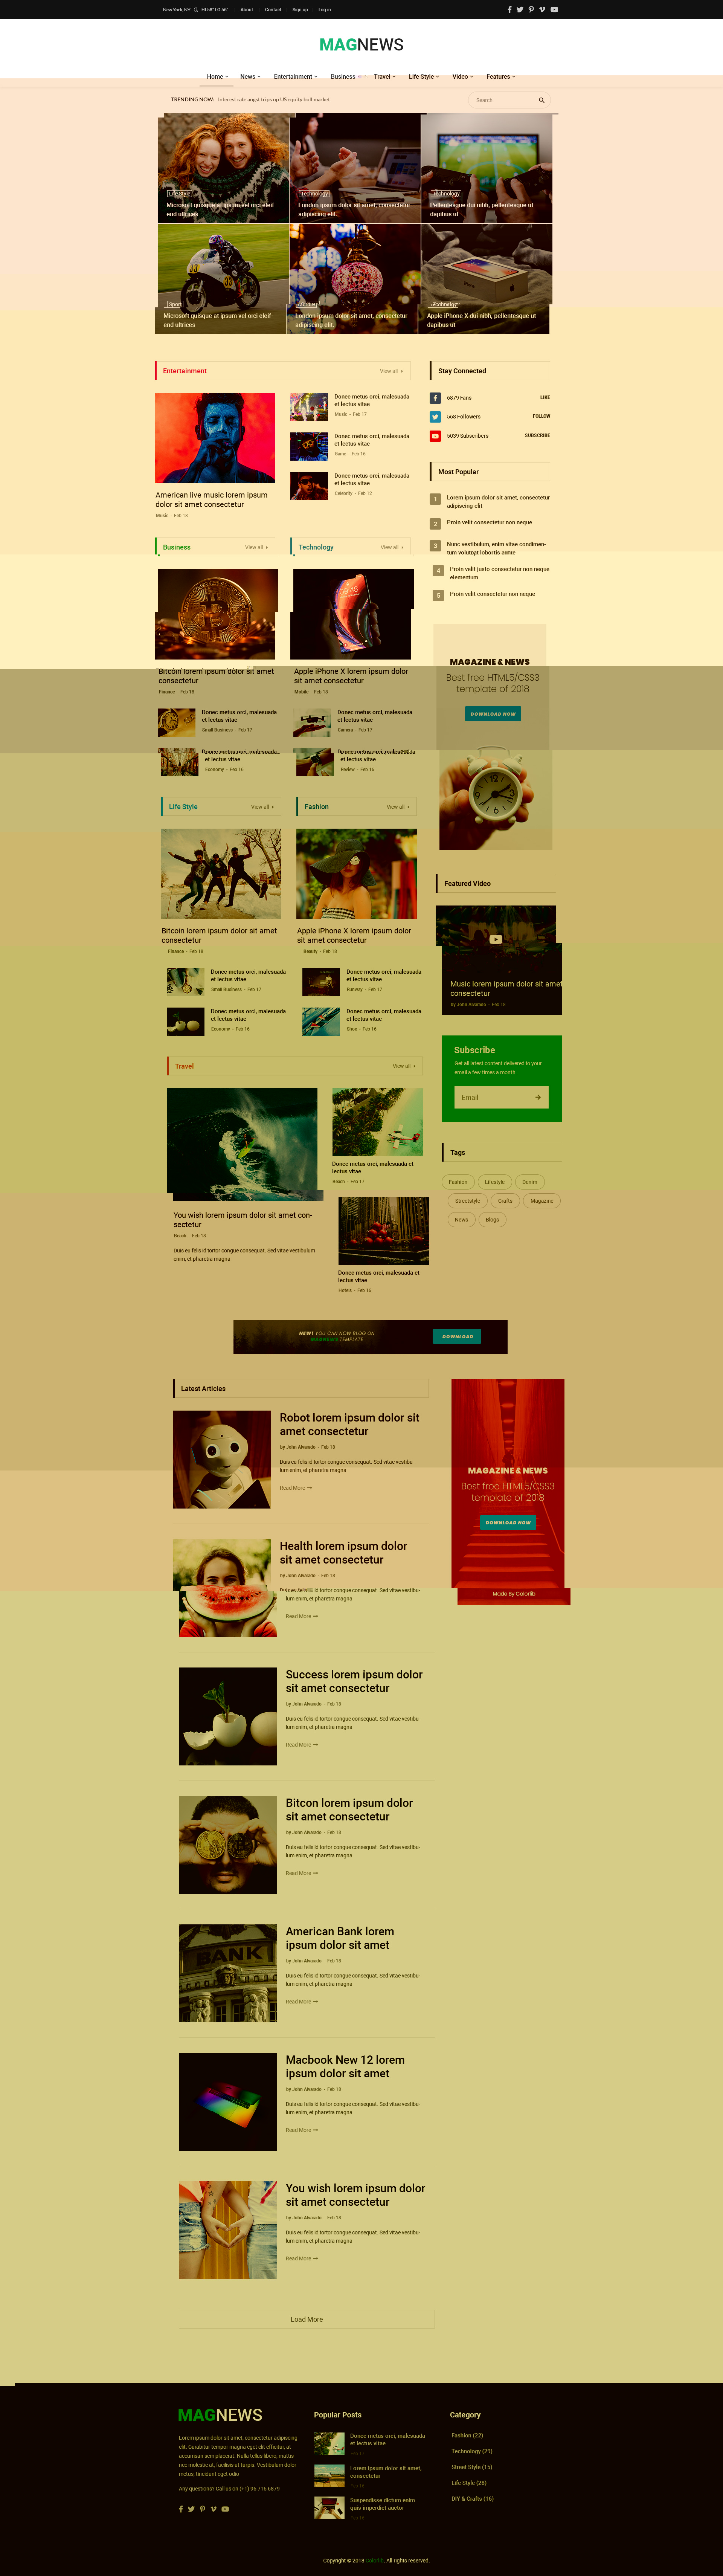 New York, NY HI 58° LO 56° About Contact Sign up Log in
MAGNEWS
Home News Entertainment Business Travel Life Style Video Features
TRENDING NOW: Interest rate angst trips up US equity bull market
Search
Life Style
Microsoft quisque at ipsum vel orci eleif-
end ultrices
Technology
London ipsum dolor sit amet, consectetur
adipiscing elit.
Technology
Pellentesque dui nibh, pellentesque ut
dapibus ut
Sport
Microsoft quisque at ipsum vel orci eleif-
end ultrices
London ipsum dolor sit amet, consectetur
adipiscing elit.
Technology
Apple iPhone X dui nibh, pellentesque ut
dapibus ut
Entertainment View all
American live music lorem ipsum
dolor sit amet consectetur
Music - Feb 18
Donec metus orci, malesuada
et lectus vitae
Music - Feb 17
Donec metus orci, malesuada
et lectus vitae
Game - Feb 16
Donec metus orci, malesuada
et lectus vitae
Celebrity - Feb 12
Stay Connected
6879 Fans LIKE
568 Followers FOLLOW
5039 Subscribers SUBSCRIBE
Most Popular
1 Lorem ipsum dolor sit amet, consectetur
adipiscing elit
2 Proin velit consectetur non neque
3 Nunc vestibulum, enim vitae condimen-
tum volutpat lobortis ante
4 Proin velit justo consectetur non neque
elementum
5 Proin velit consectetur non neque
Business View all
Bitcoin lorem ipsum dolor sit amet
consectetur
Finance - Feb 18
Donec metus orci, malesuada
et lectus vitae
Small Business - Feb 17
Donec metus orci, malesuada
et lectus vitae
Economy - Feb 16
Technology View all
Apple iPhone X lorem ipsum dolor
sit amet consectetur
Mobile - Feb 18
Donec metus orci, malesuada
et lectus vitae
Camera - Feb 17
Donec metus orci, malesuada
et lectus vitae
Review - Feb 16
MAGAZINE & NEWS
Best free HTML5/CSS3
template of 2018
DOWNLOAD NOW
Life Style View all
Bitcoin lorem ipsum dolor sit amet
consectetur
Finance - Feb 18
Donec metus orci, malesuada
et lectus vitae
Small Business - Feb 17
Donec metus orci, malesuada
et lectus vitae
Economy - Feb 16
Fashion View all
Apple iPhone X lorem ipsum dolor
sit amet consectetur
Beauty - Feb 18
Donec metus orci, malesuada
et lectus vitae
Runway - Feb 17
Donec metus orci, malesuada
et lectus vitae
Show - Feb 16
Featured Video
Music lorem ipsum dolor sit amet
consectetur
by John Alvarado - Feb 18
Subscribe
Get all latest content delivered to your
email a few times a month.
Email
Travel View all
You wish lorem ipsum dolor sit amet con-
sectetur
Beach - Feb 18
Duis eu felis id tortor congue consequat. Sed vitae vestibulum
enim, et pharetra magna
Donec metus orci, malesuada et
lectus vitae
Beach - Feb 17
Donec metus orci, malesuada et
lectus vitae
Hotels - Feb 16
Tags
Fashion Lifestyle Denim
Streetstyle Crafts Magazine
News Blogs
NEW! YOU CAN NOW BLOG ON
MAGNEWS TEMPLATE
DOWNLOAD
Latest Articles
Robot lorem ipsum dolor sit
amet consectetur
by John Alvarado - Feb 18
Duis eu felis id tortor congue consequat. Sed vitae vestibu-
lum enim, et pharetra magna
Read More
Health lorem ipsum dolor
sit amet consectetur
by John Alvarado - Feb 18
Duis eu felis id tortor congue consequat. Sed vitae vestibu-
lum enim, et pharetra magna
Read More
Success lorem ipsum dolor
sit amet consectetur
by John Alvarado - Feb 18
Duis eu felis id tortor congue consequat. Sed vitae vestibu-
lum enim, et pharetra magna
Read More
Bitcon lorem ipsum dolor
sit amet consectetur
by John Alvarado - Feb 18
Duis eu felis id tortor congue consequat. Sed vitae vestibu-
lum enim, et pharetra magna
Read More
BANK
American Bank lorem
ipsum dolor sit amet
by John Alvarado - Feb 18
Duis eu felis id tortor congue consequat. Sed vitae vestibu-
lum enim, et pharetra magna
Read More
Macbook New 12 lorem
ipsum dolor sit amet
by John Alvarado - Feb 18
Duis eu felis id tortor congue consequat. Sed vitae vestibu-
lum enim, et pharetra magna
Read More
You wish lorem ipsum dolor
sit amet consectetur
by John Alvarado - Feb 18
Duis eu felis id tortor congue consequat. Sed vitae vestibu-
lum enim, et pharetra magna
Read More
Load More
MAGAZINE & NEWS
Best free HTML5/CSS3
template of 2018
DOWNLOAD NOW
Made By Colorlib
MAGNEWS
Lorem ipsum dolor sit amet, consectetur adipiscing
elit. Curabitur tempor magna eget elit efficitur, at
accumsan sem placerat. Nulla tellus libero, mattis
nec molestie at, facilisis ut turpis. Vestibulum dolor
metus, tincidunt eget odio
Any questions? Call us on (+1) 96 716 6879
Popular Posts
Donec metus orci, malesuada
et lectus vitae
Feb 17
Lorem ipsum dolor sit amet,
consectetur
Feb 16
Suspendisse dictum enim
quis imperdiet auctor
Feb 15
Category
Fashion (22)
Technology (29)
Street Style (15)
Life Style (28)
DIY & Crafts (16)
Copyright © 2018 Colorlib. All rights reserved.